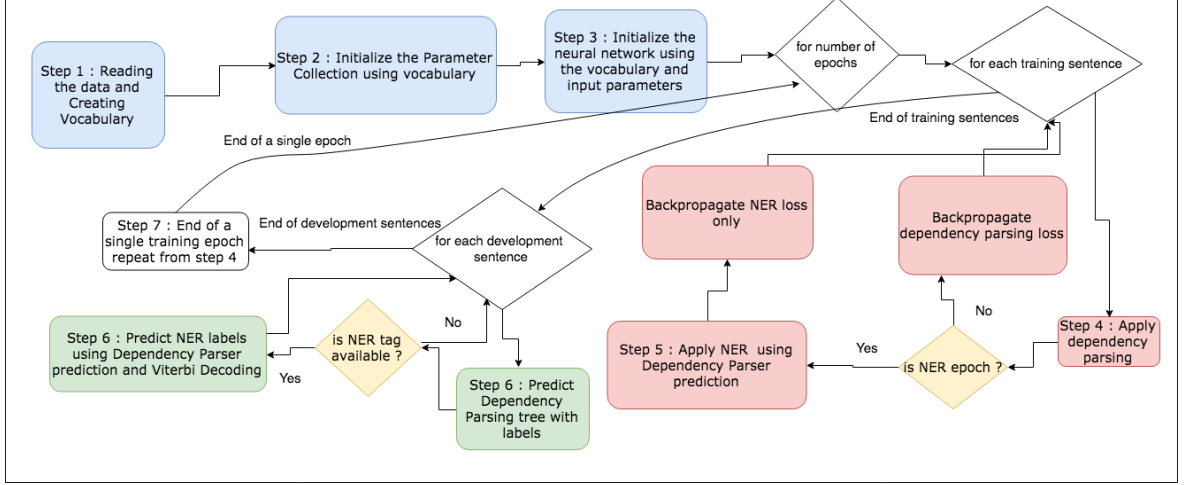 Step 1 : Reading
the data and
Creating
Vocabulary
Step 2 : Initialize the Parameter
Collection using vocabulary
Step 3 : Initialize the
neural network using
the vocabulary and
input parameters
for number of
epochs
for each training sentence
End of training sentences
End of a single epoch
Backpropagate NER loss
only
Backpropagate
dependency parsing loss
Step 7 : End of a
single training epoch
repeat from step 4
End of development sentences
for each development
sentence
Step 6 : Predict NER labels
using Dependency Parser
prediction and Viterbi Decoding
is NER tag
available ?
No
Yes
Step 6 : Predict
Dependency
Parsing tree with
labels
Step 5 : Apply NER using
Dependency Parser
prediction
Yes
is NER epoch ?
No
Step 4 : Apply
dependency
parsing